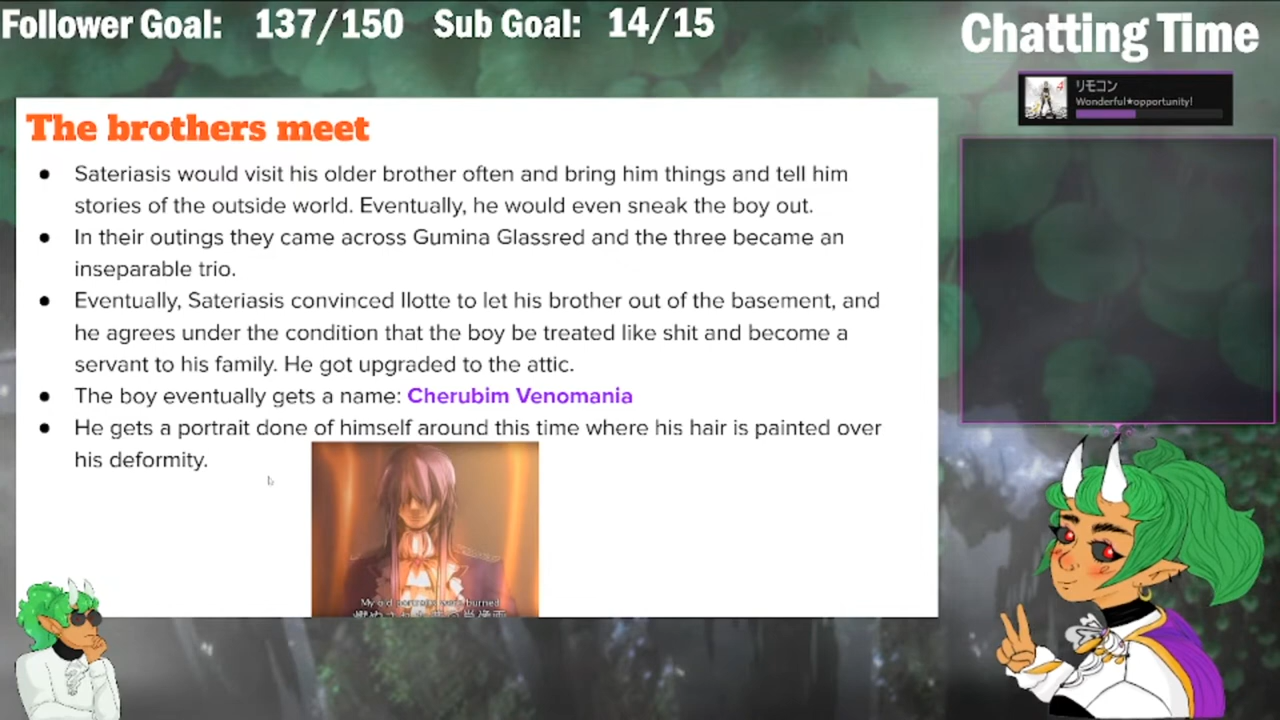 Follower Goal: 137/150 Sub Goal: 14/15
Chatting Time
リモコン
Wonderful★opportunity!
The brothers meet
● Sateriasis would visit his older brother often and bring him things and tell him
stories of the outside world. Eventually, he would even sneak the boy out.
● In their outings they came across Gumina Glassred and the three became an
inseparable trio.
● Eventually, Sateriasis convinced Ilotte to let his brother out of the basement, and
he agrees under the condition that the boy be treated like shit and become a
servant to his family. He got upgraded to the attic.
● The boy eventually gets a name: Cherubim Venomania
● He gets a portrait done of himself around this time where his hair is painted over
his deformity.
My old portraits were burned